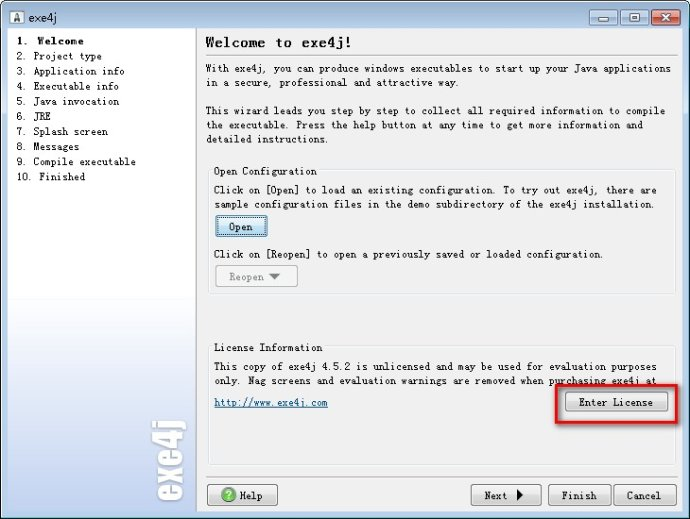 exe4j
1. Welcome
2. Project type
3. Application info
4. Executable info
5. Java invocation
6. JRE
7. Splash screen
8. Messages
9. Compile executable
10. Finished
exe4j
Welcome to exe4j!
With exe4j, you can produce windows executables to start up your Java applications
in a secure, professional and attractive way.
This wizard leads you step by step to collect all required information to compile
the executable. Press the help button at any time to get more information and
detailed instructions.
Open Configuration
Click on [Open] to load an existing configuration. To try out exe4j, there are
sample configuration files in the demo subdirectory of the exe4j installation.
Open
Click on [Reopen] to open a previously saved or loaded configuration.
Reopen
License Information
This copy of exe4j 4.5.2 is unlicensed and may be used for evaluation purposes
only. Nag screens and evaluation warnings are removed when purchasing exe4j at
http://www.exe4j.com
Enter License
Help
Next
Finish
Cancel